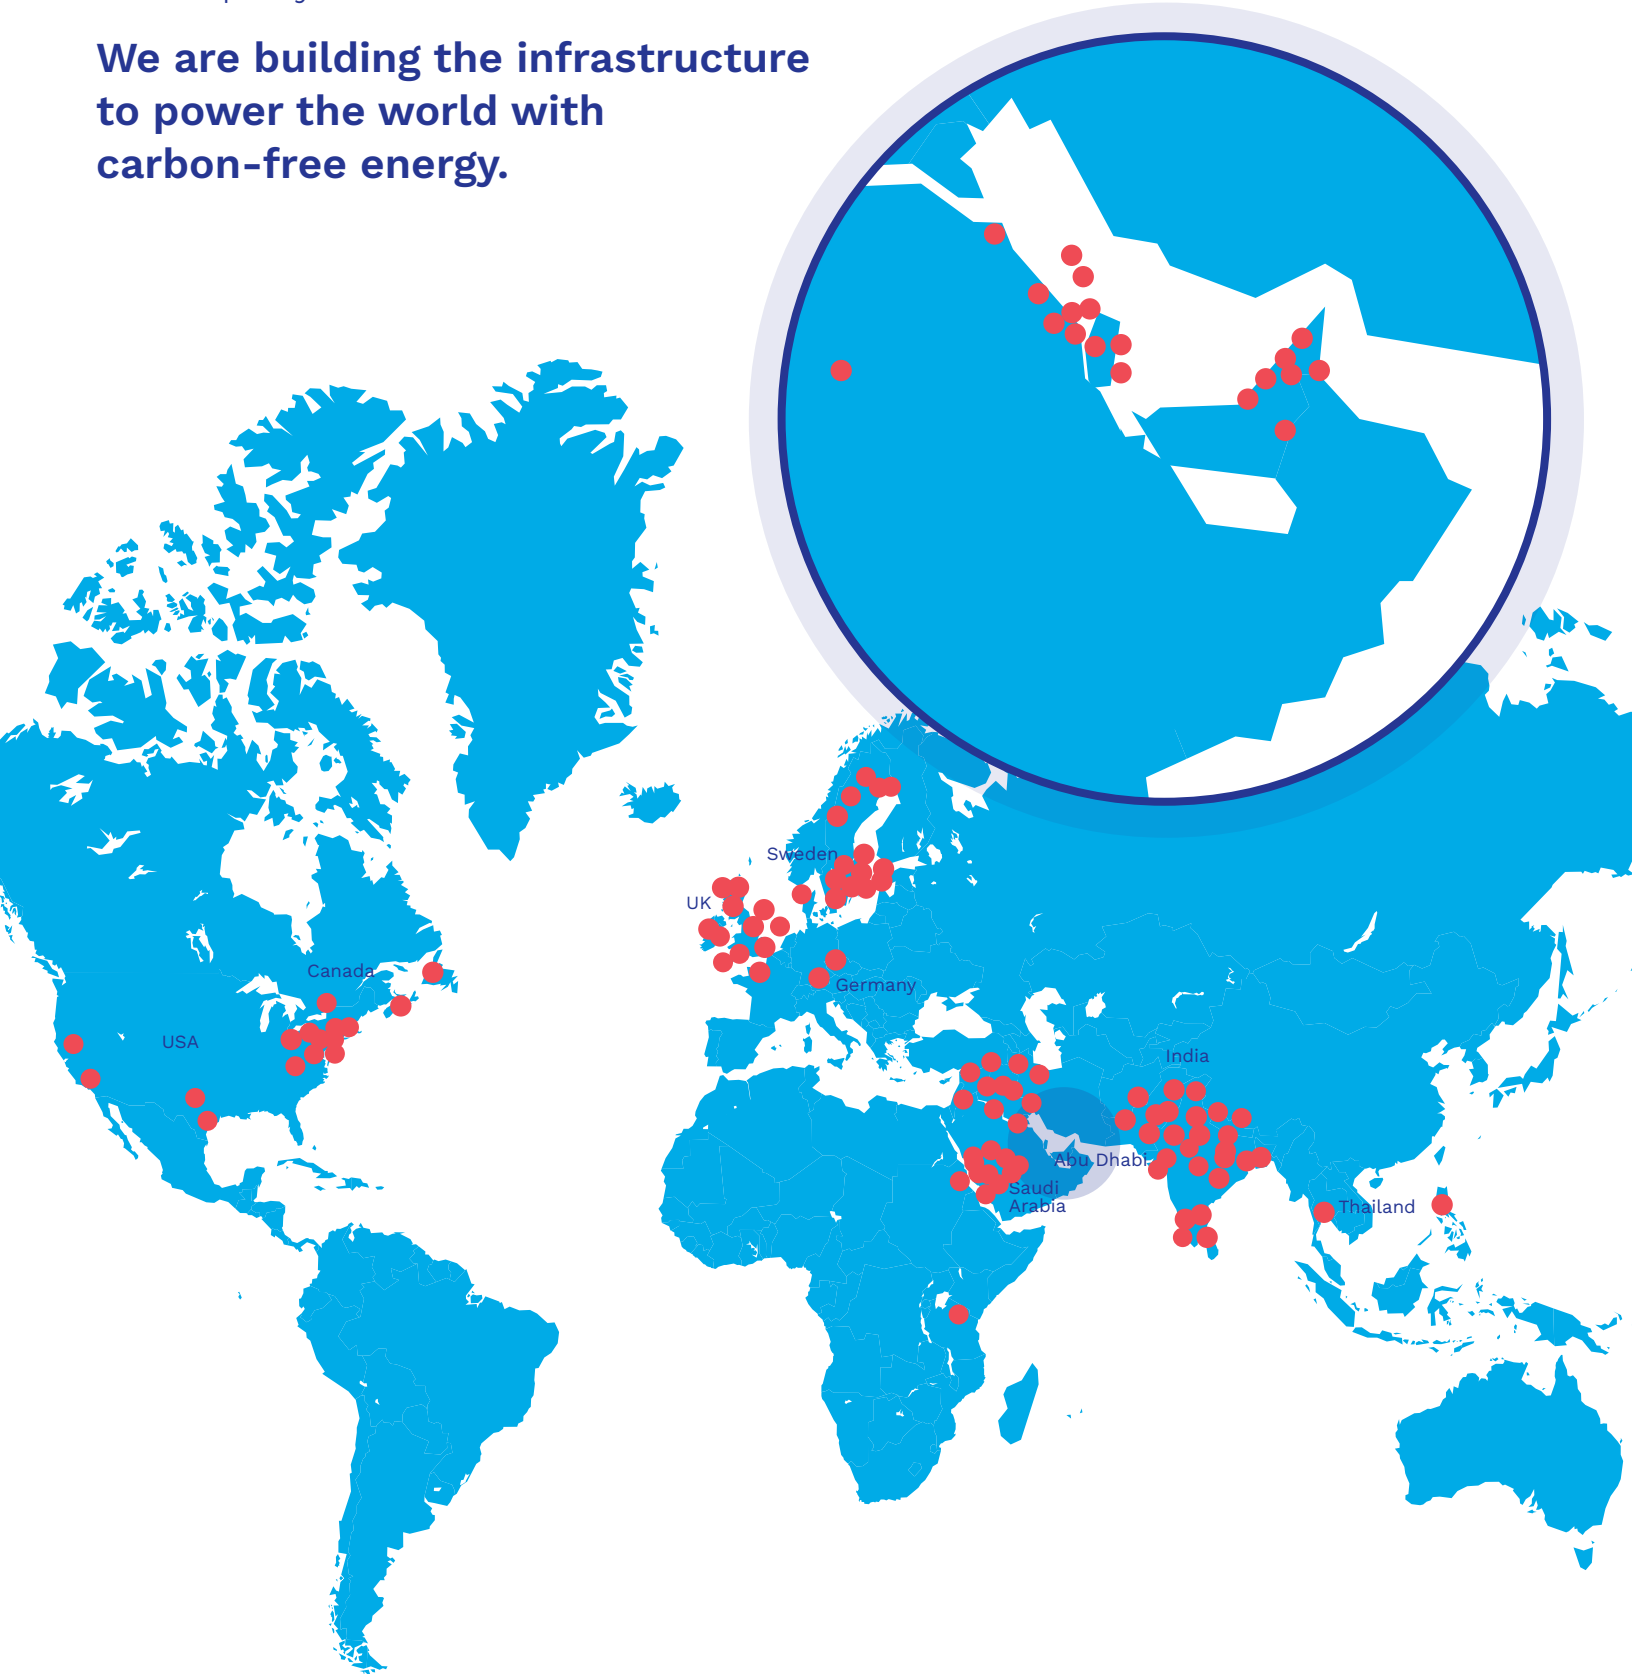 We are building the infrastructure
to power the world with
carbon-free energy.
Sweden
UK
Canada
Germany
USA
India
Abu Dhabi
Saudi
Arabia
Thailand